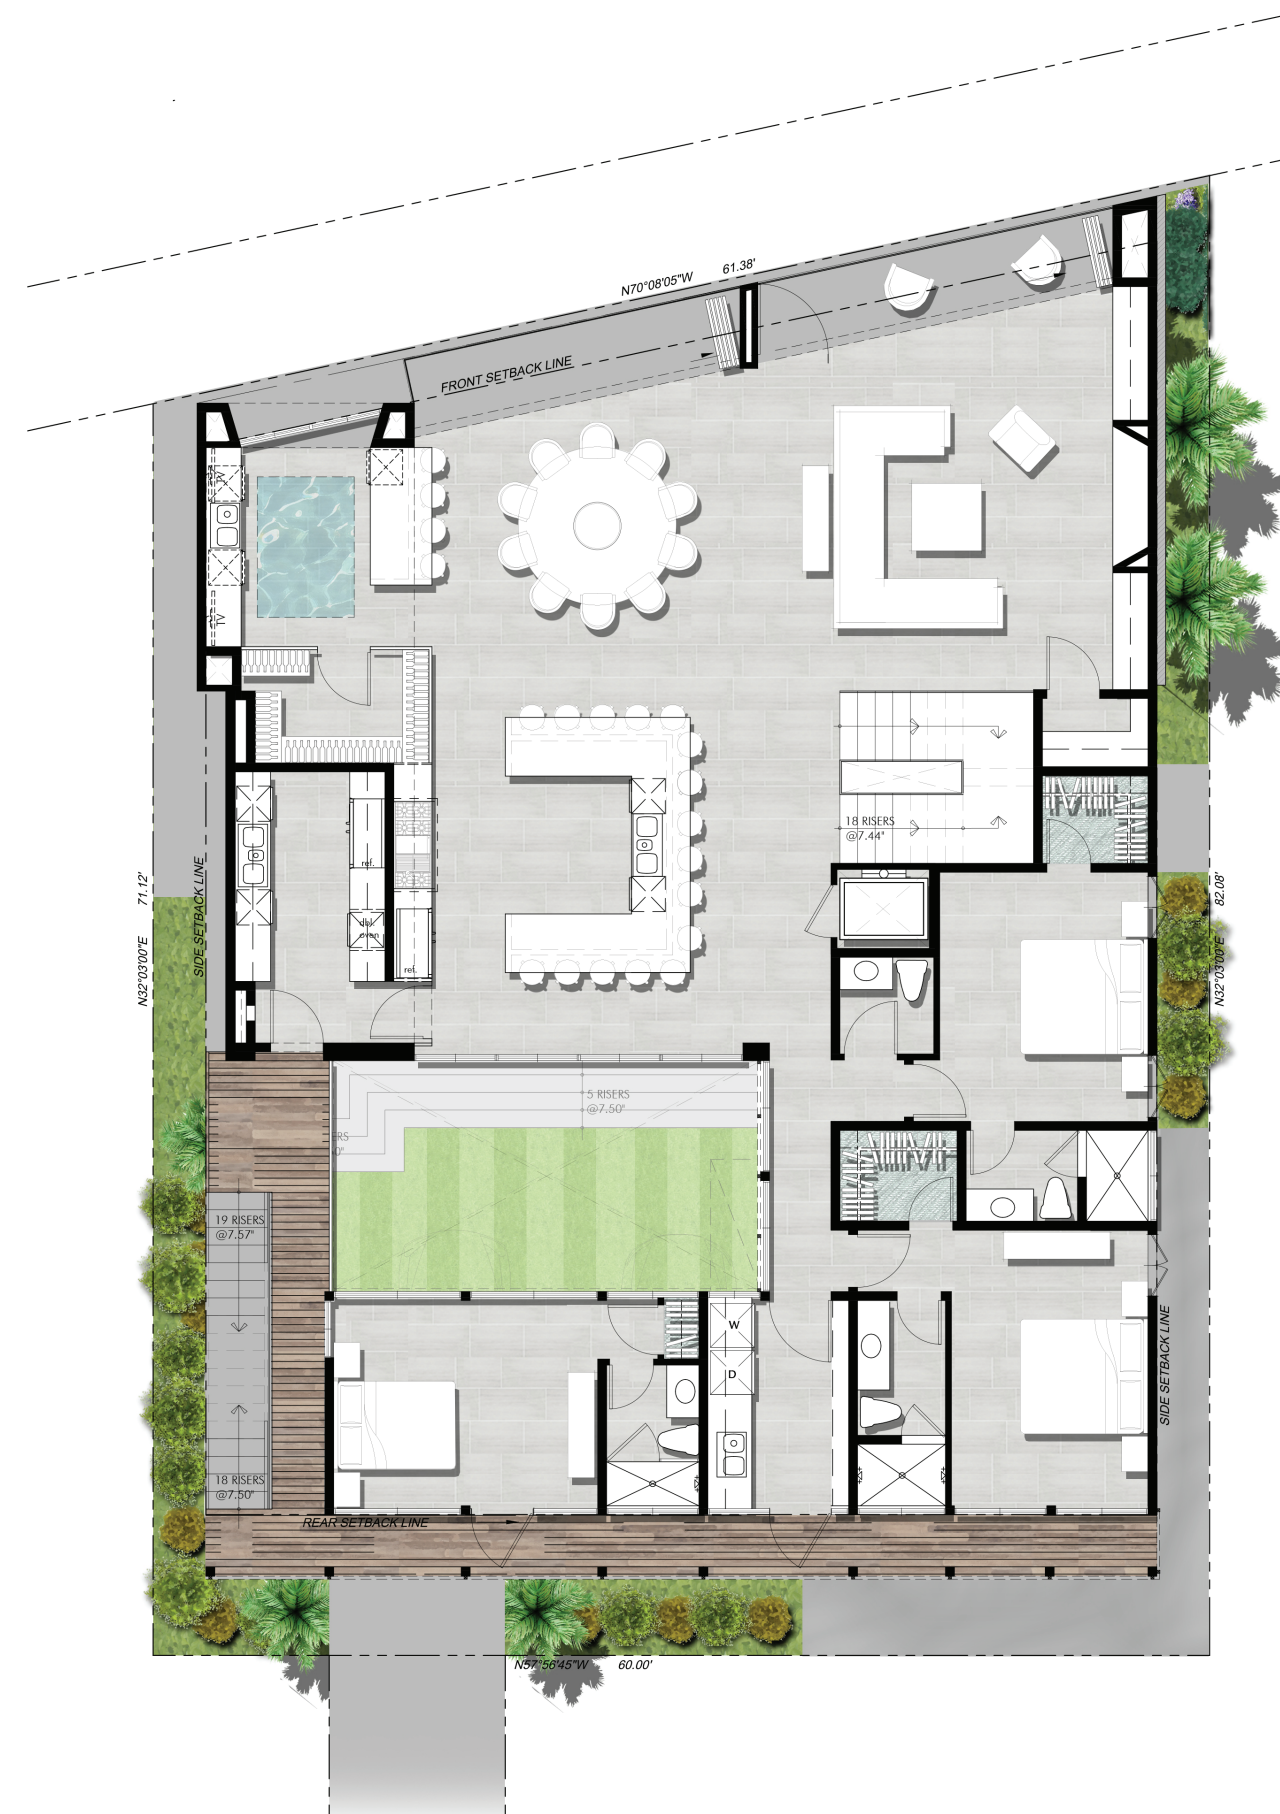 N70°08'05"W 61.38'
FRONT SETBACK LINE
TV
TV
18 RISERS
@7.44"
ref.
dbl.
oven
ref.
SIDE SETBACK LINE
N32°03'00"E 71.12'
N32°03'00"E 82.08'
5 RISERS
@7.50"
ERS
0"
19 RISERS
@7.57"
W
D
SIDE SETBACK LINE
18 RISERS
@7.50"
REAR SETBACK LINE
N57°56'45"W 60.00'